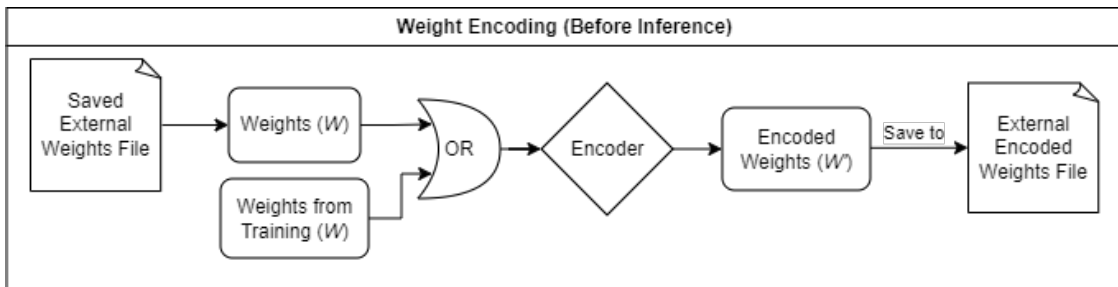 Weight Encoding (Before Inference)
Saved
External
Weights File
Weights (W)
Weights from
Training (W)
OR
Encoder
Encoded
Weights (W')
Save to
External
Encoded
Weights File